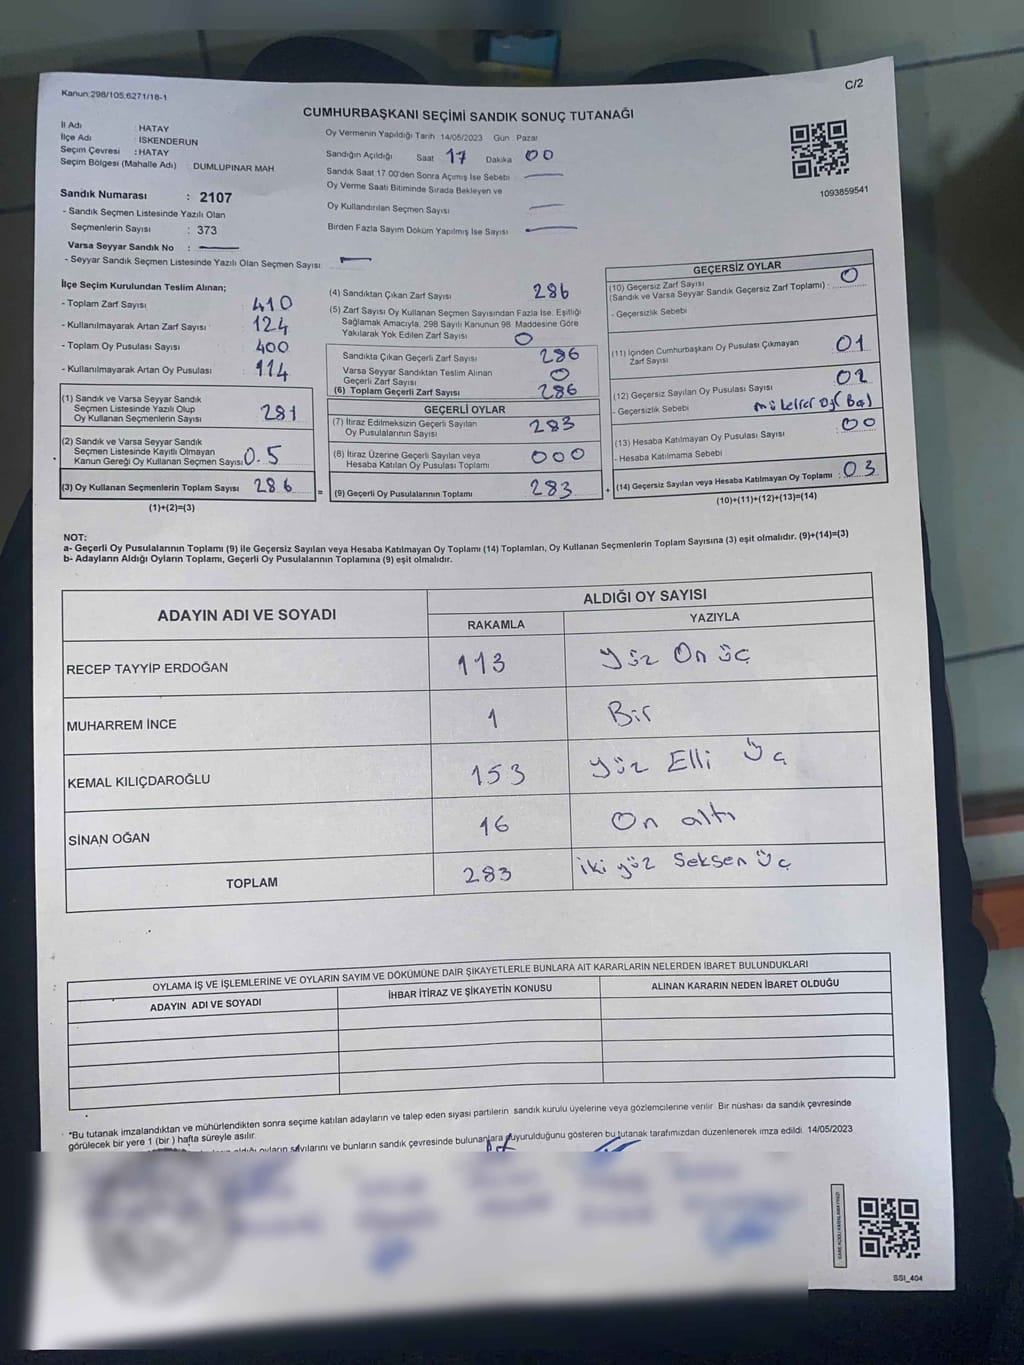 Kanun:298/105,6271/18-1
C/2
CUMHURBAŞKANI SEÇİMİ SANDIK SONUÇ TUTANAĞI
İl Adı : HATAY
İlçe Adı : İSKENDERUN
Seçim Çevresi : HATAY
Seçim Bölgesi (Mahalle Adı) : DUMLUPINAR MAH
Oy Vermenin Yapıldığı Tarih 14/05/2023 Gün : Pazar
Sandığın Açıldığı Saat 17 Dakika 00
Sandık Saat 17 00'den Sonra Açımış İse Sebebi
Oy Verme Saati Bitiminde Sırada Bekleyen ve
Oy Kullandırılan Seçmen Sayısı
Birden Fazla Sayım Döküm Yapılmış İse Sayısı
1093859541
Sandık Numarası : 2107
- Sandık Seçmen Listesinde Yazılı Olan
Seçmenlerin Sayısı : 373
Varsa Seyyar Sandık No :
- Seyyar Sandık Seçmen Listesinde Yazılı Olan Seçmen Sayısı:
İlçe Seçim Kurulundan Teslim Alınan;
- Toplam Zarf Sayısı 410
- Kullanılmayarak Artan Zarf Sayısı 124
- Toplam Oy Pusulası Sayısı 400
- Kullanılmayarak Artan Oy Pusulası 114
(1) Sandık ve Varsa Seyyar Sandık
Seçmen Listesinde Yazılı Olup
Oy Kullanan Seçmenlerin Sayısı 281
(2) Sandık ve Varsa Seyyar Sandık
Seçmen Listesinde Kayıtlı Olmayan
Kanun Gereği Oy Kullanan Seçmen Sayısı 0.5
(3) Oy Kullanan Seçmenlerin Toplam Sayısı 286 =
(1)+(2)=(3)
(4) Sandıktan Çıkan Zarf Sayısı 286
(5) Zarf Sayısı Oy Kullanan Seçmen Sayısından Fazla İse, Eşitliği
Sağlamak Amacıyla, 298 Sayılı Kanunun 98. Maddesine Göre
Yakılarak Yok Edilen Zarf Sayısı 0
Sandıkta Çıkan Geçerli Zarf Sayısı 286
Varsa Seyyar Sandıktan Teslim Alınan
Geçerli Zarf Sayısı 0
(6) Toplam Geçerli Zarf Sayısı 286
GEÇERLİ OYLAR
(7) İtiraz Edilmeksizin Geçerli Sayılan
Oy Pusulalarının Sayısı 283
(8) İtiraz Üzerine Geçerli Sayılan veya
Hesaba Katılan Oy Pusulası Toplamı 000
(9) Geçerli Oy Pusulalarının Toplamı 283 +
GEÇERSİZ OYLAR
(10) Geçersiz Zarf Sayısı
(Sandık ve Varsa Seyyar Sandık Geçersiz Zarf Toplamı) : 0
- Geçersizlik Sebebi
(11) İçinden Cumhurbaşkanı Oy Pusulası Çıkmayan
Zarf Sayısı 01
(12) Geçersiz Sayılan Oy Pusulası Sayısı 02
- Geçersizlik Sebebi
(13) Hesaba Katılmayan Oy Pusulası Sayısı 00
- Hesaba Katılmama Sebebi
(14) Geçersiz Sayılan veya Hesaba Katılmayan Oy Toplamı : 03
(10)+(11)+(12)+(13)=(14)
NOT:
a- Geçerli Oy Pusulalarının Toplamı (9) ile Geçersiz Sayılan veya Hesaba Katılmayan Oy Toplamı (14) Toplamları, Oy Kullanan Seçmenlerin Toplam Sayısına (3) eşit olmalıdır. (9)+(14)=(3)
b- Adayların Aldığı Oyların Toplamı, Geçerli Oy Pusulalarının Toplamına (9) eşit olmalıdır.
ADAYIN ADI VE SOYADI ALDIĞI OY SAYISI
RAKAMLA YAZIYLA
RECEP TAYYİP ERDOĞAN 113 Yüz On üç
MUHARREM İNCE 1 Bir
KEMAL KILIÇDAROĞLU 153 yüz Elli Üç
SİNAN OĞAN 16 On altı
TOPLAM 283 iki yüz Seksen Üç
OYLAMA İŞ VE İŞLEMLERİNE VE OYLARIN SAYIM VE DÖKÜMÜNE DAİR ŞİKAYETLERLE BUNLARA AİT KARARLARIN NELERDEN İBARET BULUNDUKLARI
ADAYIN ADI VE SOYADI İHBAR İTİRAZ VE ŞİKAYETİN KONUSU ALINAN KARARIN NEDEN İBARET OLDUĞU
*Bu tutanak imzalandıktan ve mühürlendikten sonra seçime katılan adayların ve talep eden siyasi partilerin sandık kurulu üyelerine veya gözlemcilerine verilir. Bir nüshası da sandık çevresinde
görülecek bir yere 1 (bir) hafta süreyle asılır.
aldığı oyların sayılarını ve bunların sandık çevresinde bulunanlara duyurulduğunu gösteren bu tutanak tarafımızdan düzenlenerek imza edildi. 14/05/2023
SSI_404